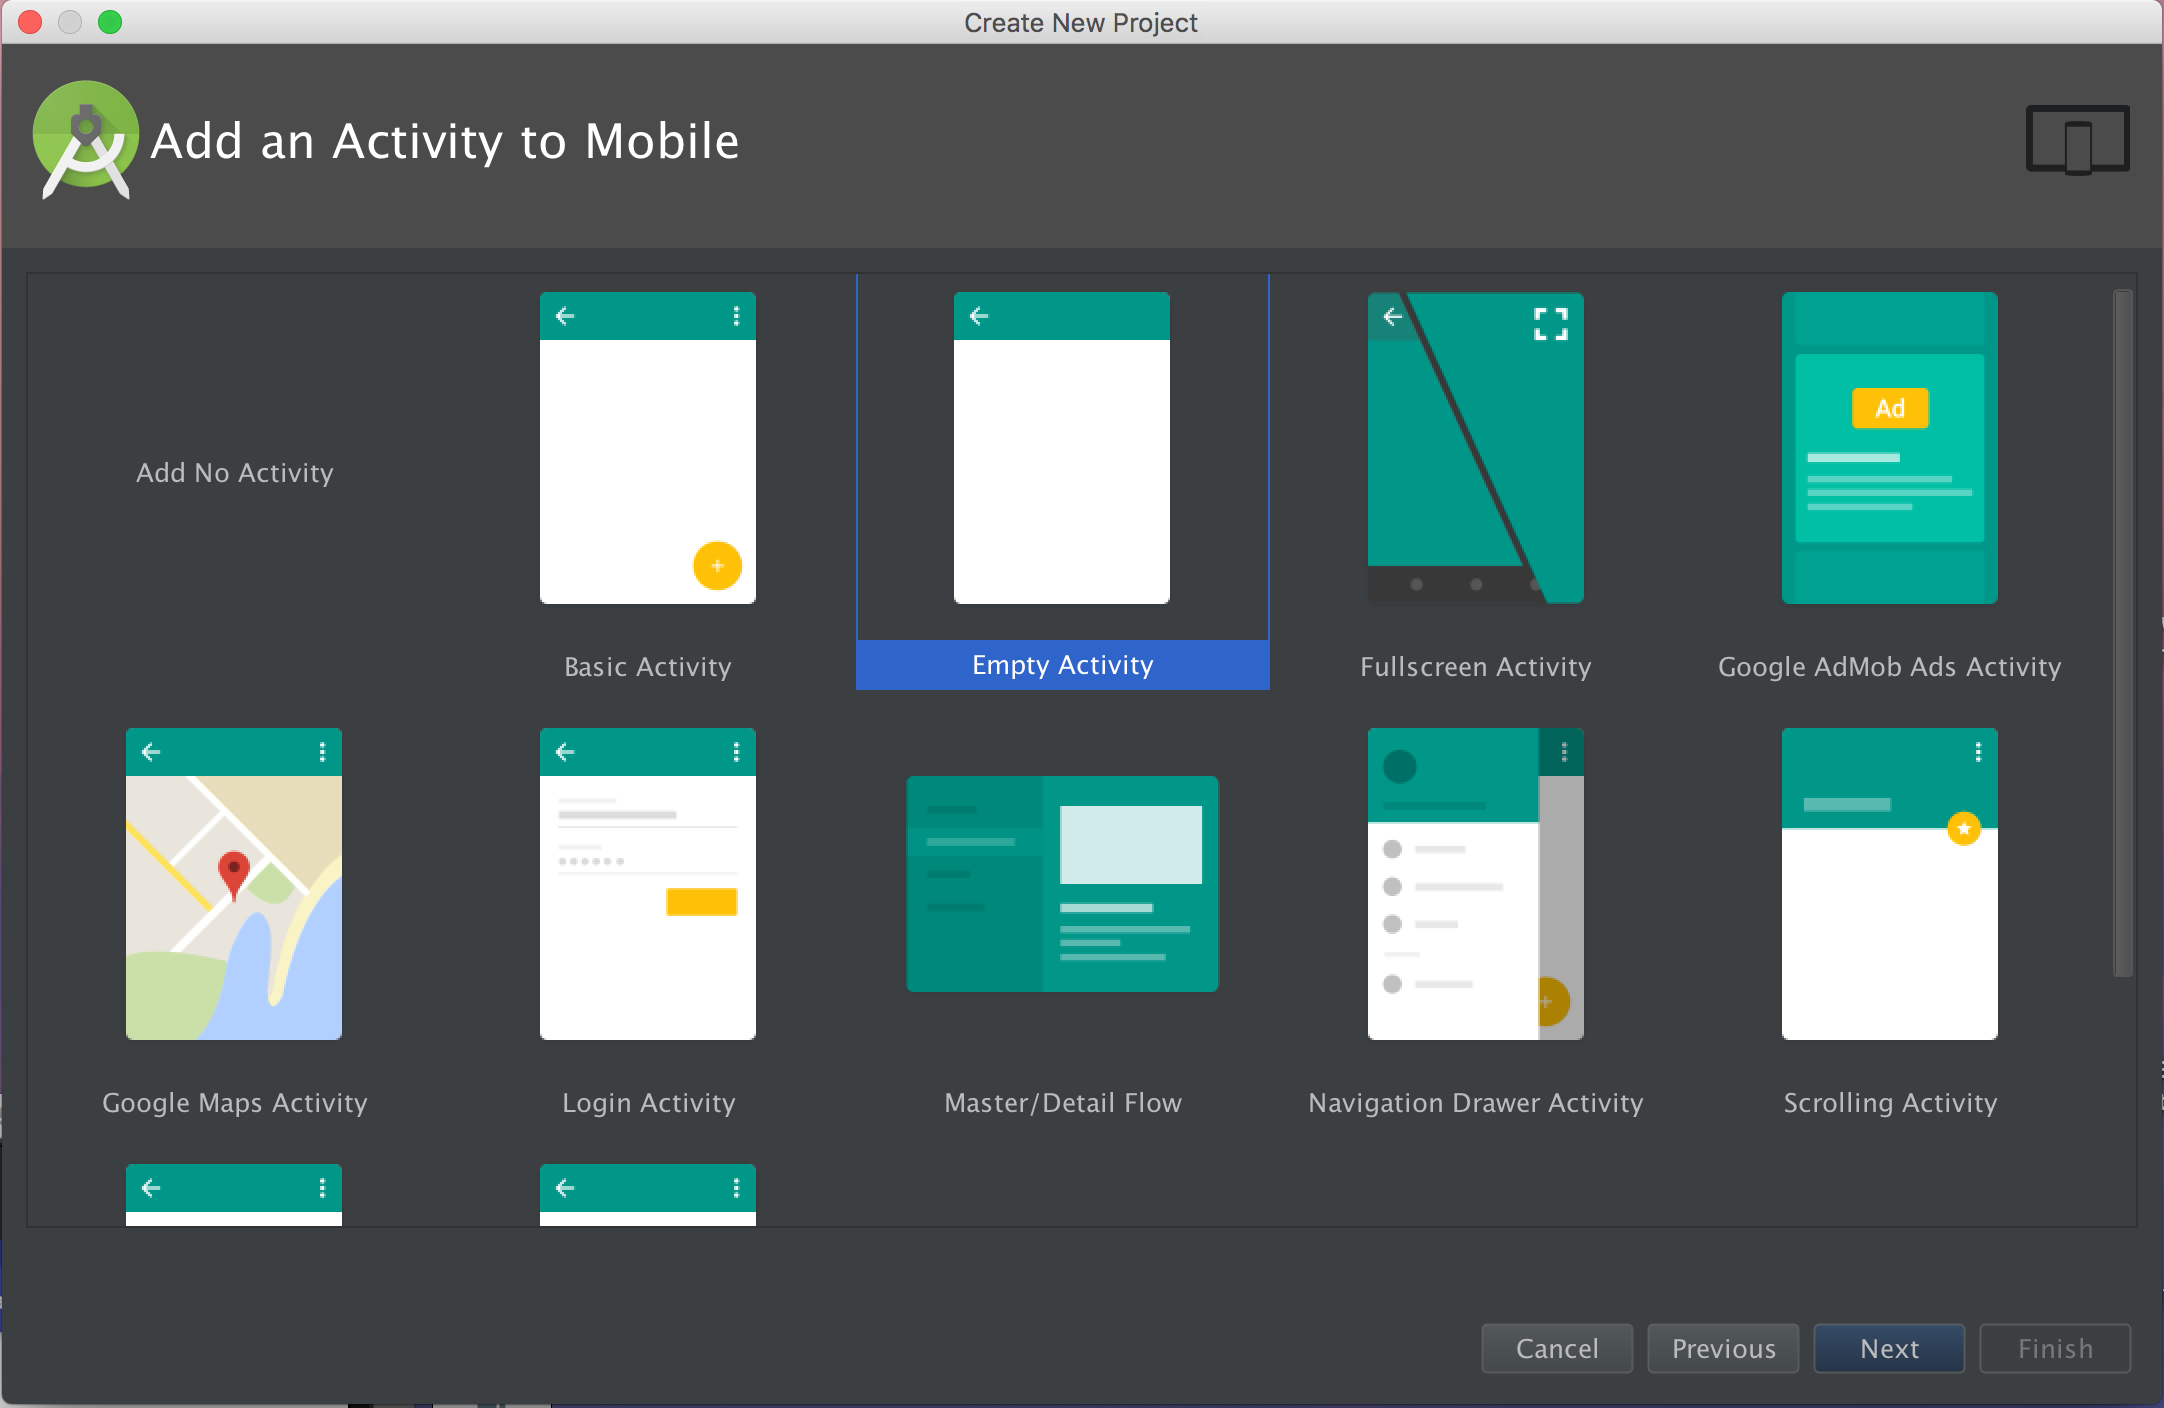 Create New Project
Add an Activity to Mobile
Ad
Add No Activity
Basic Activity
Empty Activity
Fullscreen Activity
Google AdMob Ads Activity
Google Maps Activity
Login Activity
Master/Detail Flow
Navigation Drawer Activity
Scrolling Activity
Cancel
Previous
Next
Finish